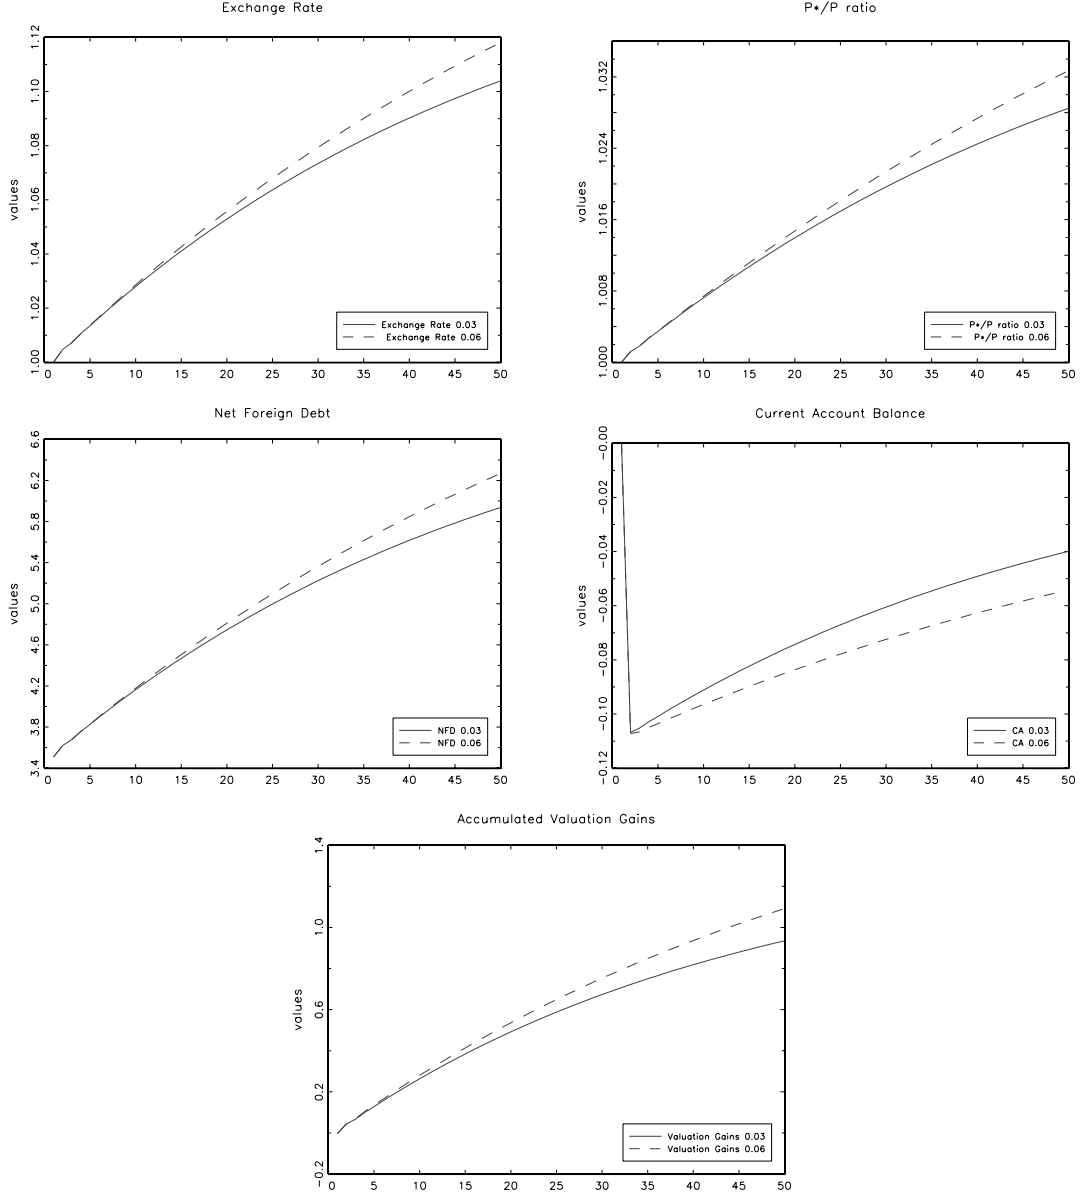 Exchange Rate
values
1.12
1.10
1.08
1.06
1.04
1.02
1.00
Exchange Rate 0.03
Exchange Rate 0.06
0 5 10 15 20 25 30 35 40 45 50
P*/P ratio
values
1.032
1.024
1.016
1.008
1.000
P*/P ratio 0.03
P*/P ratio 0.06
0 5 10 15 20 25 30 35 40 45 50
Net Foreign Debt
values
6.6
6.2
5.8
5.4
5.0
4.6
4.2
3.8
3.4
NFD 0.03
NFD 0.06
0 5 10 15 20 25 30 35 40 45 50
Current Account Balance
values
-0.00
-0.02
-0.04
-0.06
-0.08
-0.10
-0.12
CA 0.03
CA 0.06
0 5 10 15 20 25 30 35 40 45 50
Accumulated Valuation Gains
values
1.4
1.0
0.6
0.2
-0.2
Valuation Gains 0.03
Valuation Gains 0.06
0 5 10 15 20 25 30 35 40 45 50